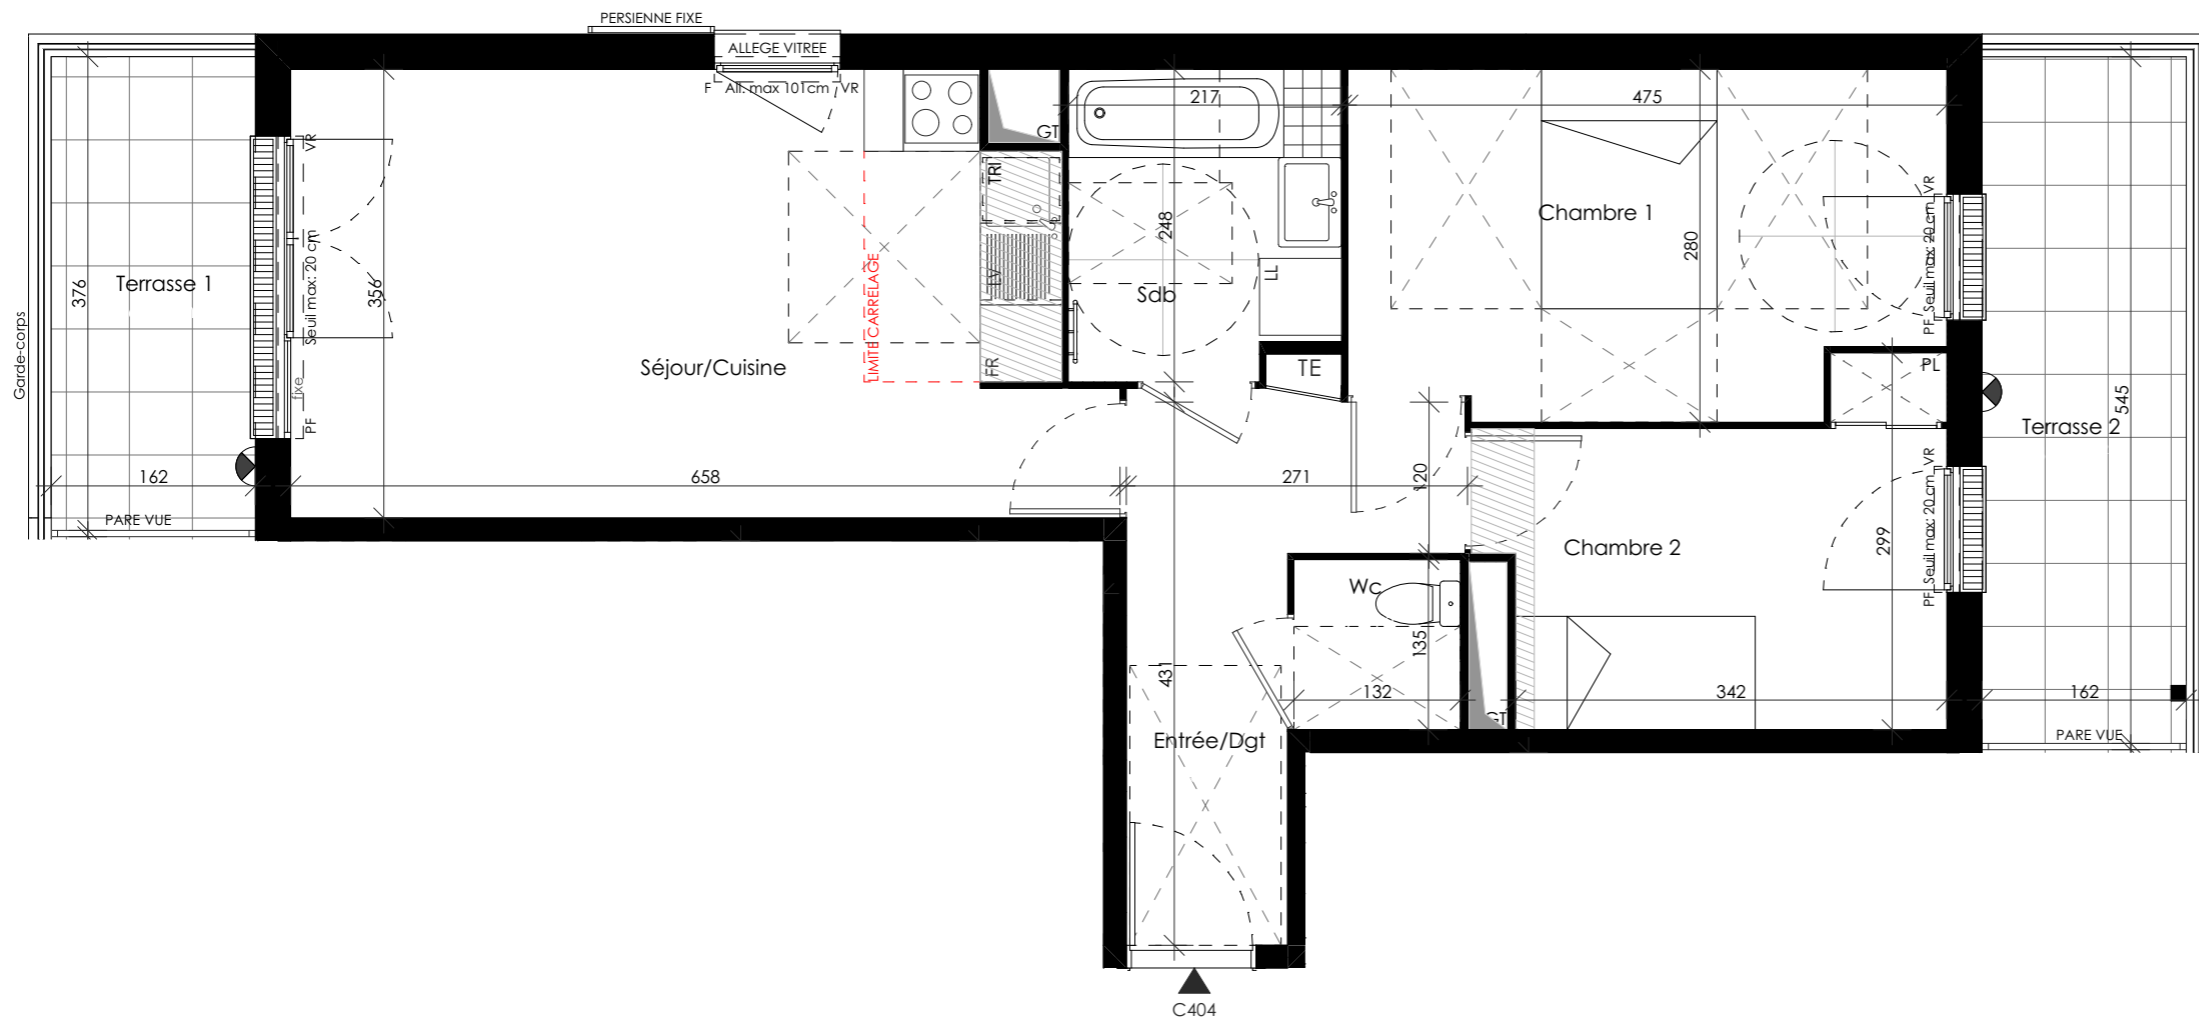 PERSIENNE FIXE
ALLEGE VITREE
F All. max 101cm VR
GT
217
475
VR
TRI
Chambre 1
VR
376
Terrasse 1
Seuil max: 20 cm
356
LIMITE CARRELAGE
LV
248
Sdb
LL
280
PF Seuil max: 20 cm
Garde-corps
Séjour/Cuisine
FR
TE
PL
fixe
PF
545
Terrasse 2
162
658
271
120
VR
PARE VUE
299
Chambre 2
PF Seuil max: 20 cm
Wc
135
431
132
GT
342
162
Entrée/Dgt
PARE VUE
C404